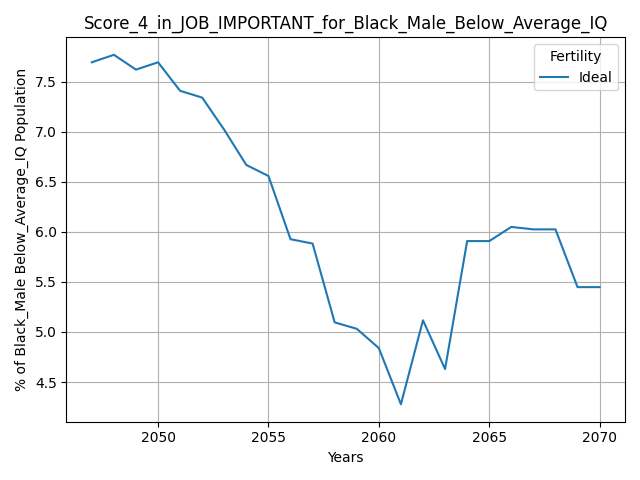 Score_4_in_JOB_IMPORTANT_for_Black_Male_Below_Average_IQ
Fertility
Ideal
% of Black_Male Below_Average_IQ Population
7.5
7.0
6.5
6.0
5.5
5.0
4.5
2050 2055 2060 2065 2070
Years